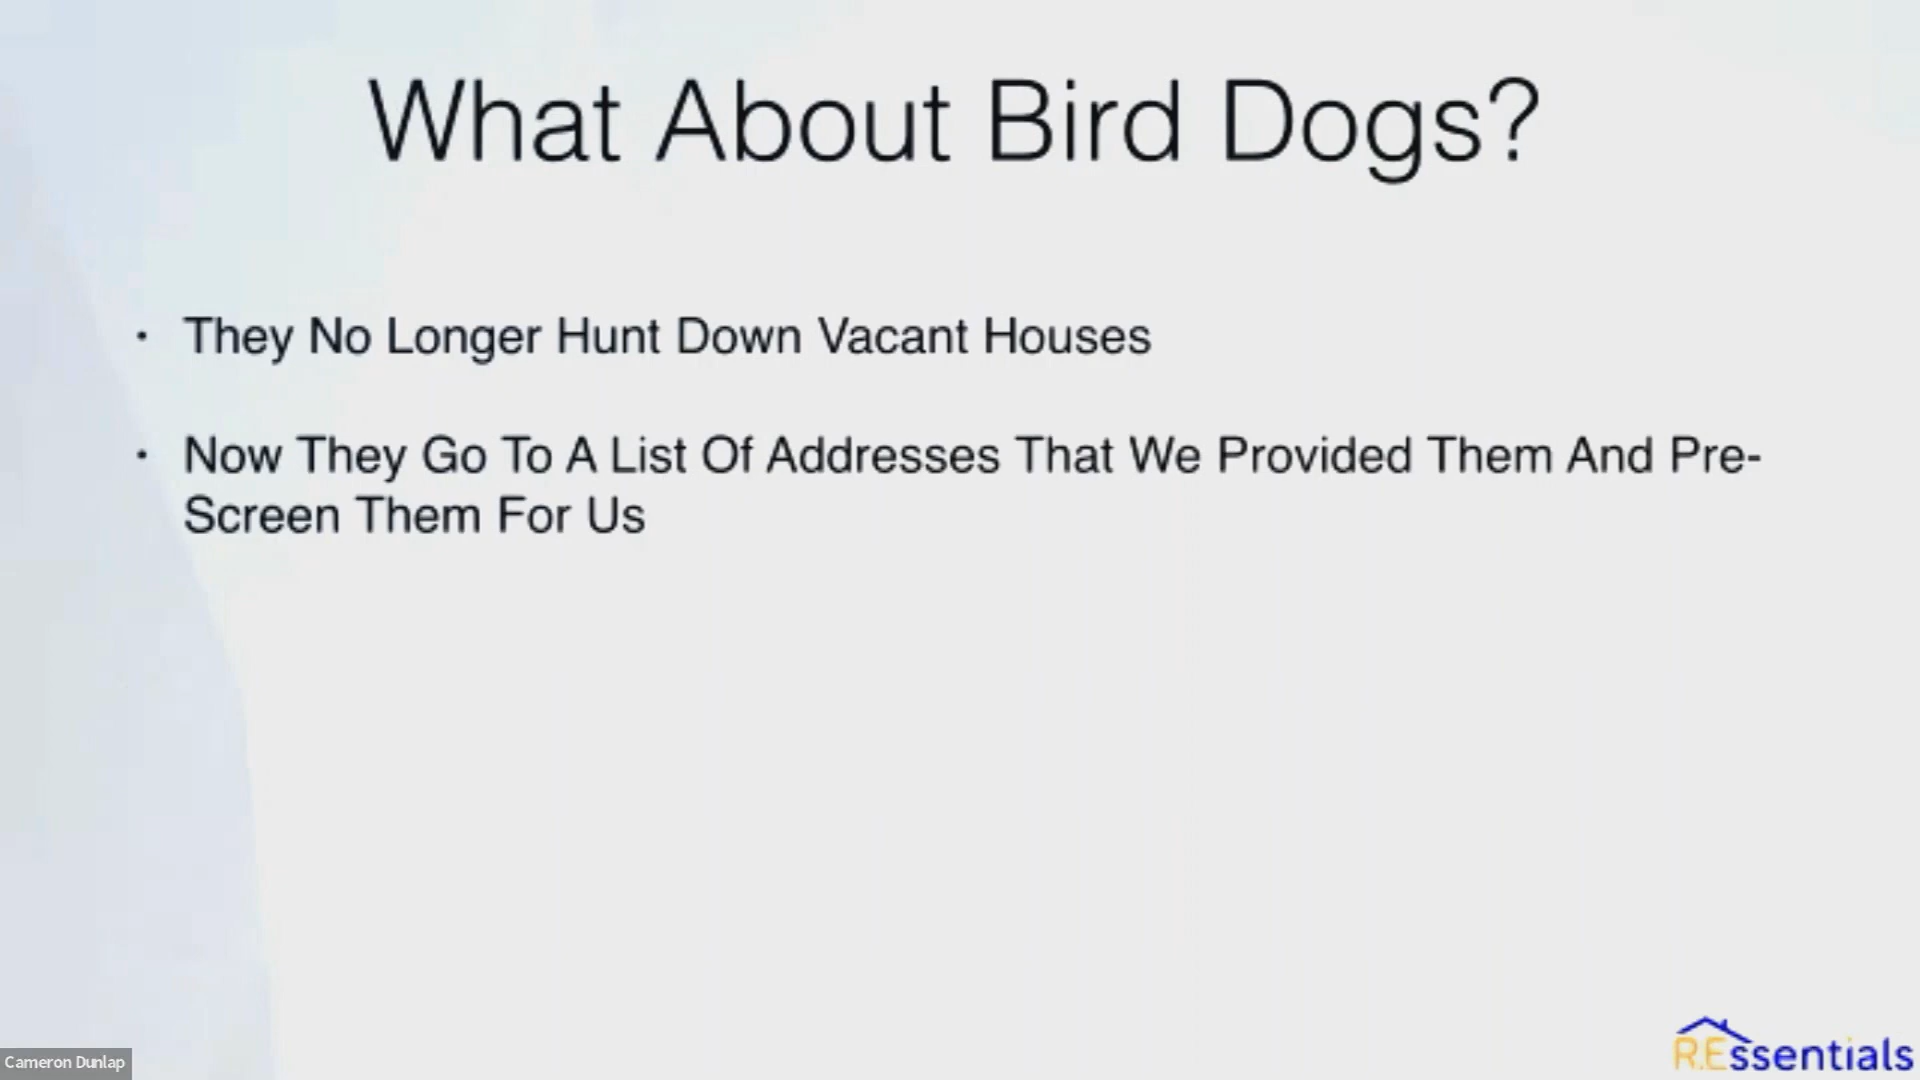 What About Bird Dogs?
• They No Longer Hunt Down Vacant Houses
• Now They Go To A List Of Addresses That We Provided Them And Pre-
Screen Them For Us
Cameron Dunlap
R.Essentials